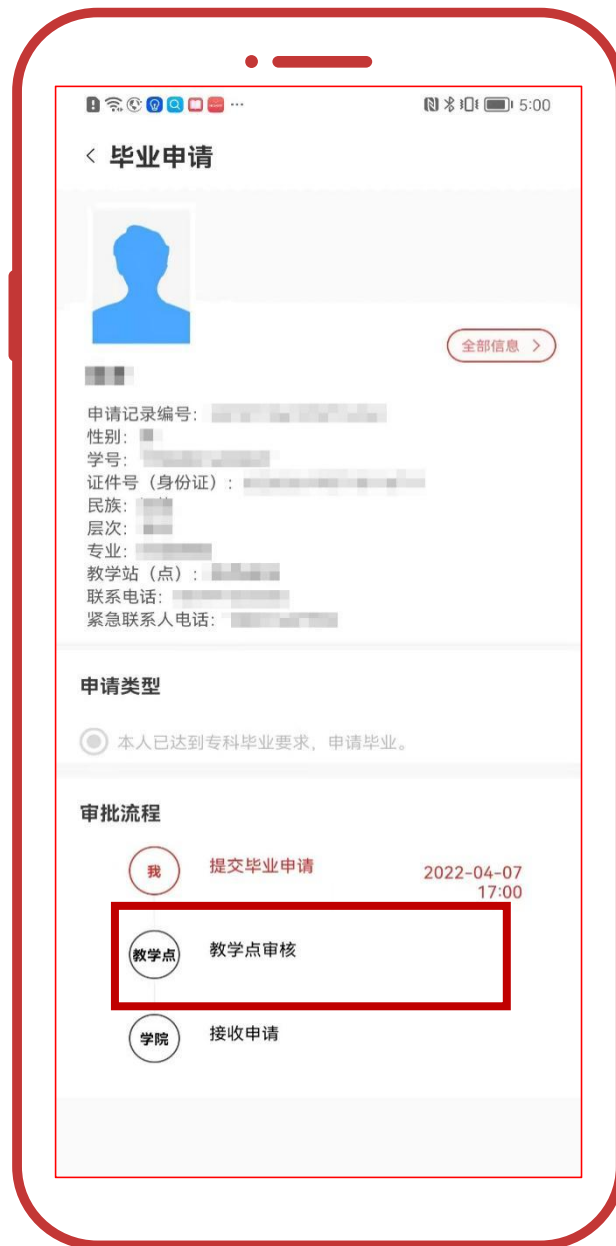 5:00
毕业申请
全部信息 >
申请记录编号：
性别：
学号：
证件号（身份证）：
民族：
层次：
专业：
教学站（点）：
联系电话：
紧急联系人电话：
申请类型
本人已达到专科毕业要求，申请毕业。
审批流程
我 提交毕业申请 2022-04-07
17:00
教学点 教学点审核
学院 接收申请